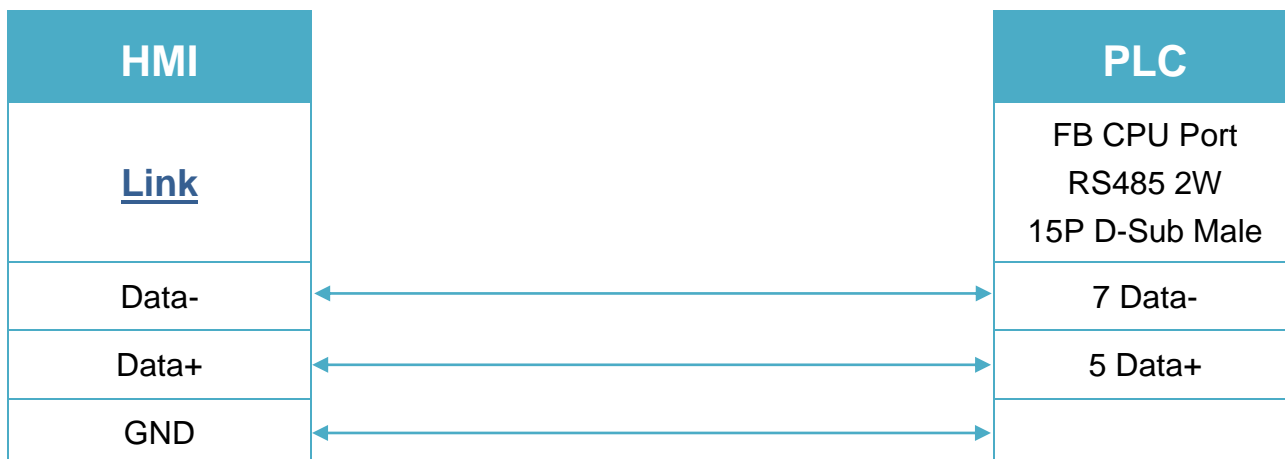 HMI
PLC
Link
FB CPU Port
RS485 2W
15P D-Sub Male
Data-
7 Data-
Data+
5 Data+
GND